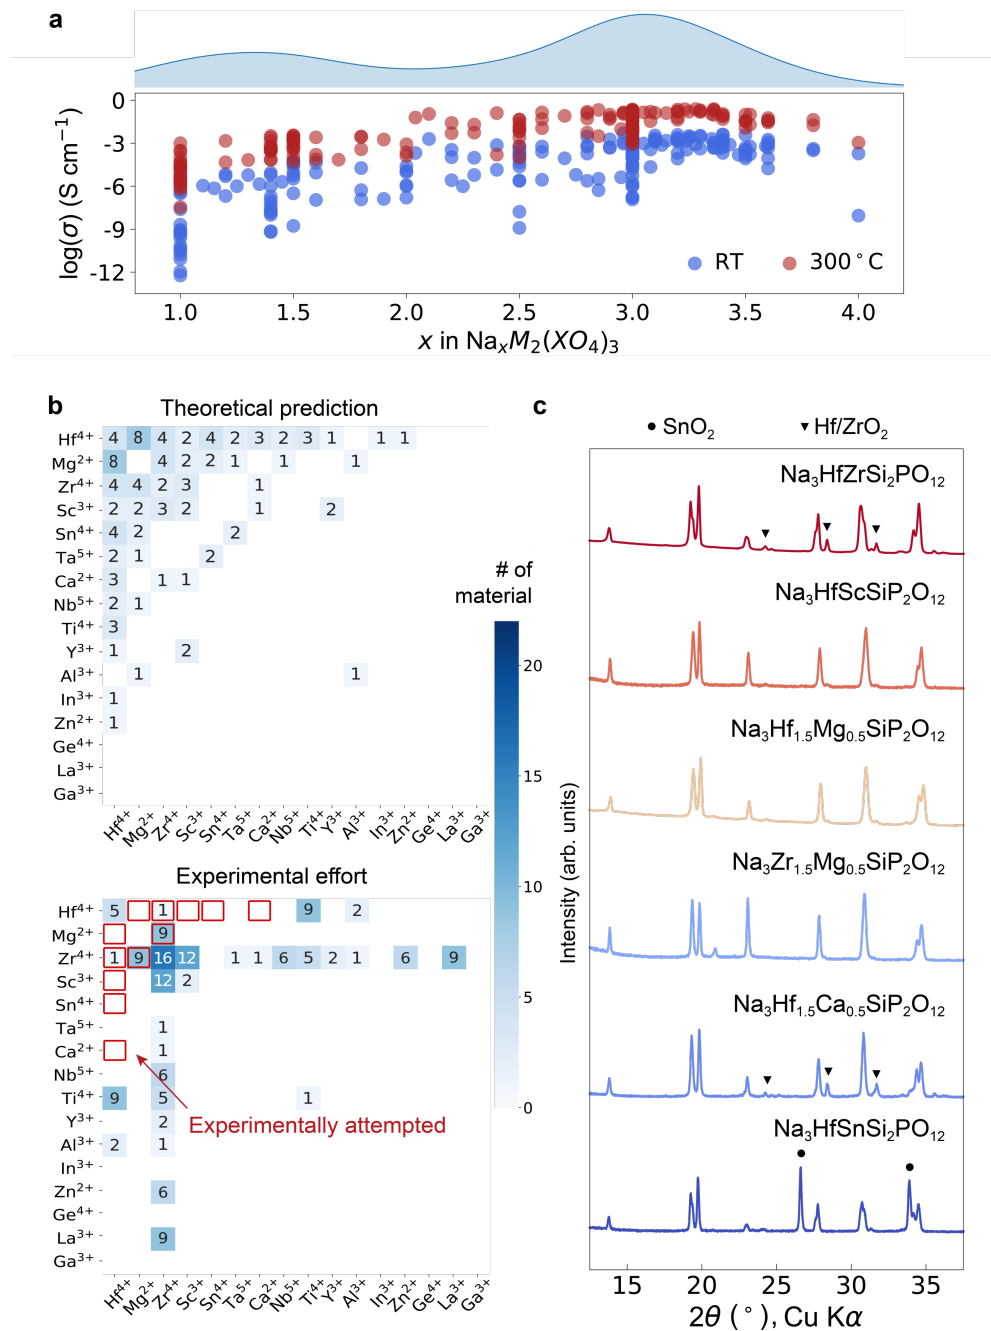 a
log(σ) (S cm⁻¹)
0
-3
-6
-9
-12
RT
300 °C
1.0 1.5 2.0 2.5 3.0 3.5 4.0
x in NaₓM₂(XO₄)₃
b
Theoretical prediction
Hf⁴⁺ 4 8 4 2 4 2 3 2 3 1 1 1
Mg²⁺ 8 4 2 2 1 1 1
Zr⁴⁺ 4 4 2 3 1
Sc³⁺ 2 2 3 2 1 2
Sn⁴⁺ 4 2 2
Ta⁵⁺ 2 1 2
Ca²⁺ 3 1 1
Nb⁵⁺ 2 1
Ti⁴⁺ 3
Y³⁺ 1 2
Al³⁺ 1 1
In³⁺ 1
Zn²⁺ 1
Ge⁴⁺
La³⁺
Ga³⁺
Hf⁴⁺ Mg²⁺ Zr⁴⁺ Sc³⁺ Sn⁴⁺ Ta⁵⁺ Ca²⁺ Nb⁵⁺ Ti⁴⁺ Y³⁺ Al³⁺ In³⁺ Zn²⁺ Ge⁴⁺ La³⁺ Ga³⁺
# of
material
20
15
10
5
0
Experimental effort
Hf⁴⁺ 5 1 9 2
Mg²⁺ 9
Zr⁴⁺ 1 9 16 12 1 1 6 5 2 1 6 9
Sc³⁺ 12 2
Sn⁴⁺
Ta⁵⁺ 1
Ca²⁺ 1
Nb⁵⁺ 6
Ti⁴⁺ 9 5 1
Y³⁺ 2
Al³⁺ 2 1
In³⁺
Zn²⁺ 6
Ge⁴⁺
La³⁺ 9
Ga³⁺
Experimentally attempted
Hf⁴⁺ Mg²⁺ Zr⁴⁺ Sc³⁺ Sn⁴⁺ Ta⁵⁺ Ca²⁺ Nb⁵⁺ Ti⁴⁺ Y³⁺ Al³⁺ In³⁺ Zn²⁺ Ge⁴⁺ La³⁺ Ga³⁺
c
● SnO₂ ▼ Hf/ZrO₂
Na₃HfZrSi₂PO₁₂
Na₃HfScSiP₂O₁₂
Na₃Hf₁.₅Mg₀.₅SiP₂O₁₂
Na₃Zr₁.₅Mg₀.₅SiP₂O₁₂
Na₃Hf₁.₅Ca₀.₅SiP₂O₁₂
Na₃HfSnSi₂PO₁₂
Intensity (arb. units)
15 20 25 30 35
2θ (°), Cu Kα